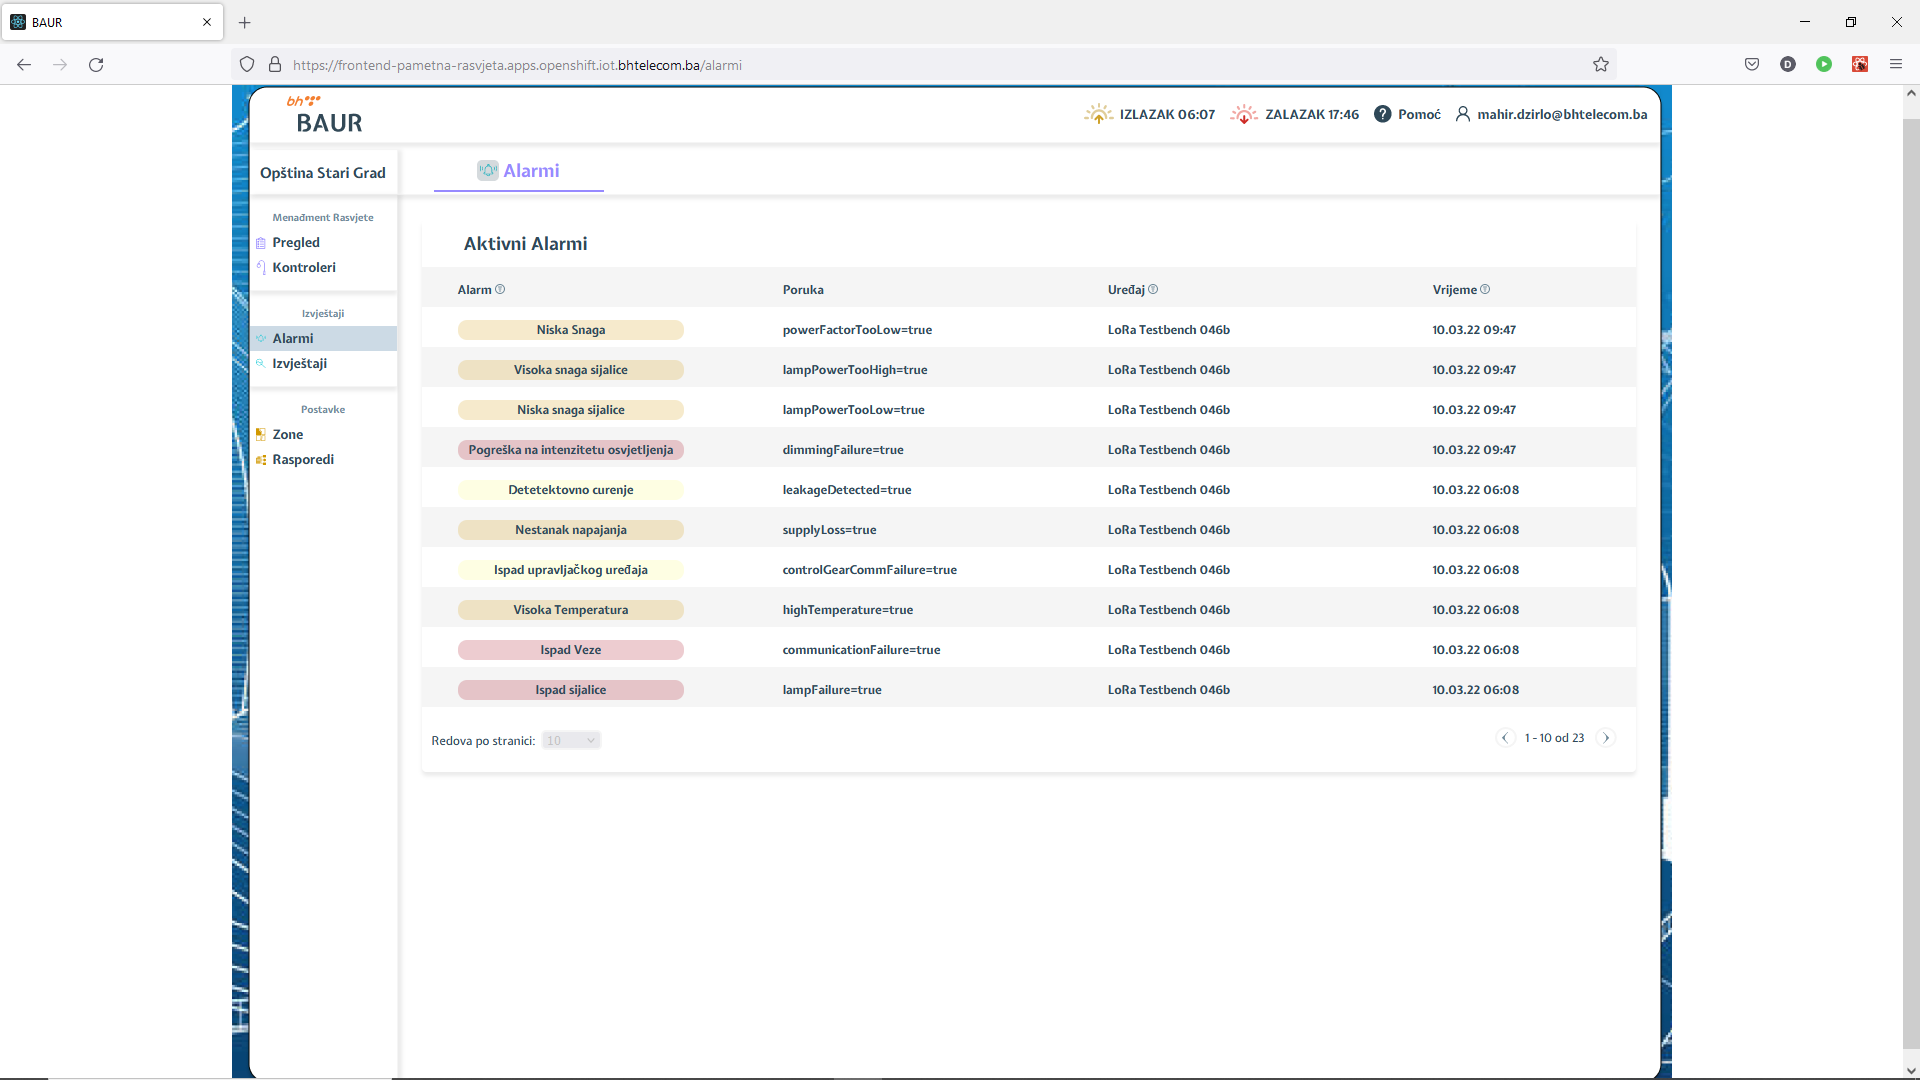 BAUR
https://frontend-pametna-rasvjeta.apps.openshift.iot.bhtelecom.ba/alarmi
D
bh
BAUR
IZLAZAK 06:07
ZALAZAK 17:46
? Pomoć
mahir.dzirlo@bhtelecom.ba
Opština Stari Grad
Alarmi
Menađment Rasvjete
Pregled
Kontroleri
Izvještaji
Alarmi
Izvještaji
Postavke
Zone
Rasporedi
Aktivni Alarmi
Alarm Poruka Uređaj Vrijeme
Niska Snaga powerFactorTooLow=true LoRa Testbench 046b 10.03.22 09:47
Visoka snaga sijalice lampPowerTooHigh=true LoRa Testbench 046b 10.03.22 09:47
Niska snaga sijalice lampPowerTooLow=true LoRa Testbench 046b 10.03.22 09:47
Pogreška na intenzitetu osvjetljenja dimmingFailure=true LoRa Testbench 046b 10.03.22 09:47
Detetektovno curenje leakageDetected=true LoRa Testbench 046b 10.03.22 06:08
Nestanak napajanja supplyLoss=true LoRa Testbench 046b 10.03.22 06:08
Ispad upravljačkog uređaja controlGearCommFailure=true LoRa Testbench 046b 10.03.22 06:08
Visoka Temperatura highTemperature=true LoRa Testbench 046b 10.03.22 06:08
Ispad Veze communicationFailure=true LoRa Testbench 046b 10.03.22 06:08
Ispad sijalice lampFailure=true LoRa Testbench 046b 10.03.22 06:08
Redova po stranici: 10
1 - 10 od 23